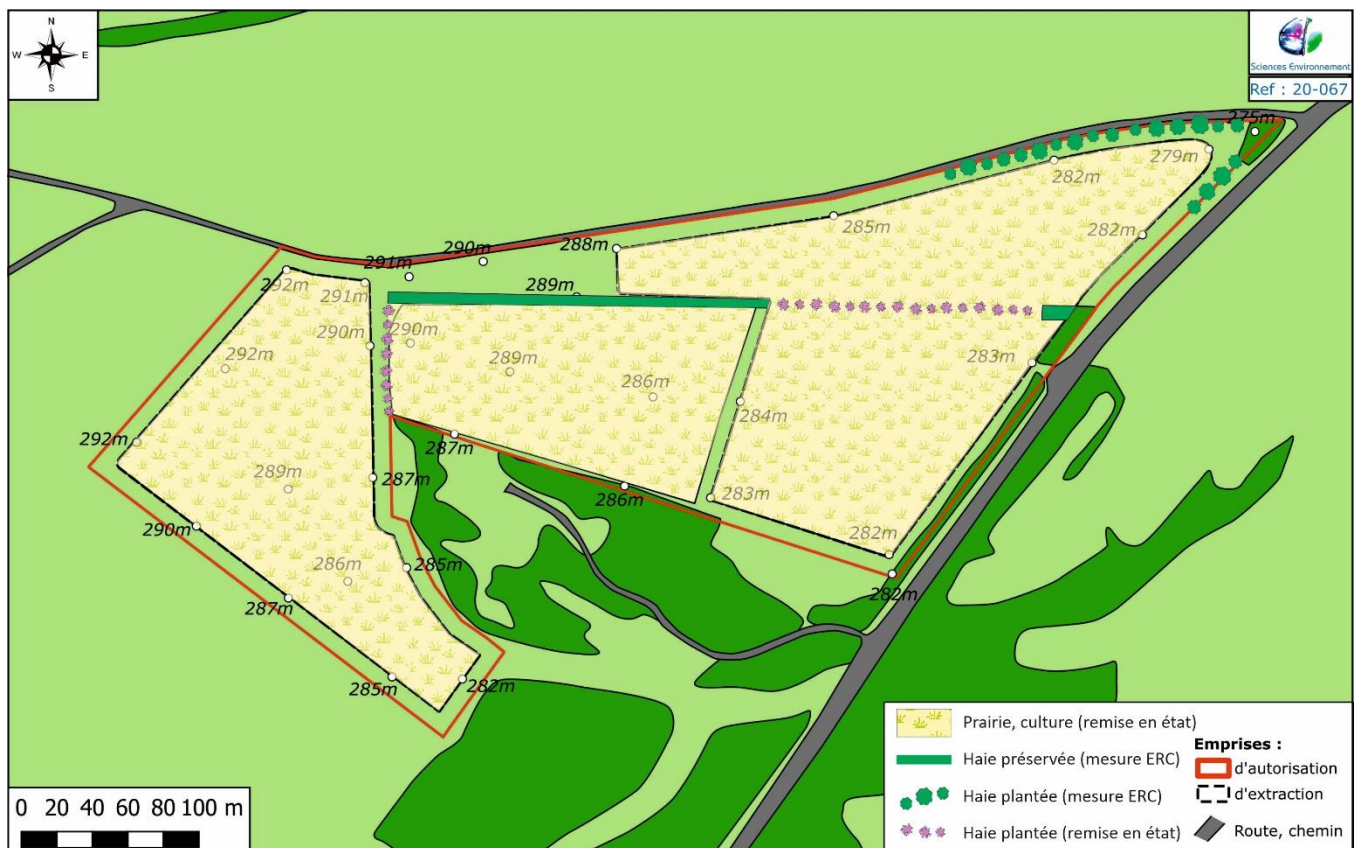 N
W E
S
Sciences Environnement
Ref : 20-067
275m
279m
282m
285m
282m
290m
288m
291m
292m
291m
289m
290m
290m
292m
289m
286m
283m
284m
292m
287m
289m
287m
286m
283m
290m
282m
286m
285m
282m
287m
285m
282m
Prairie, culture (remise en état)
Haie préservée (mesure ERC)
Haie plantée (mesure ERC)
Haie plantée (remise en état)
Emprises :
d'autorisation
d'extraction
Route, chemin
0 20 40 60 80 100 m